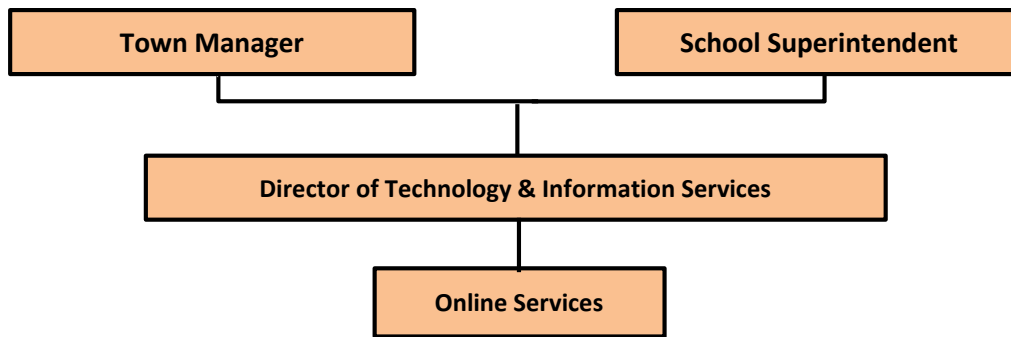 Town Manager
School Superintendent
Director of Technology & Information Services
Online Services